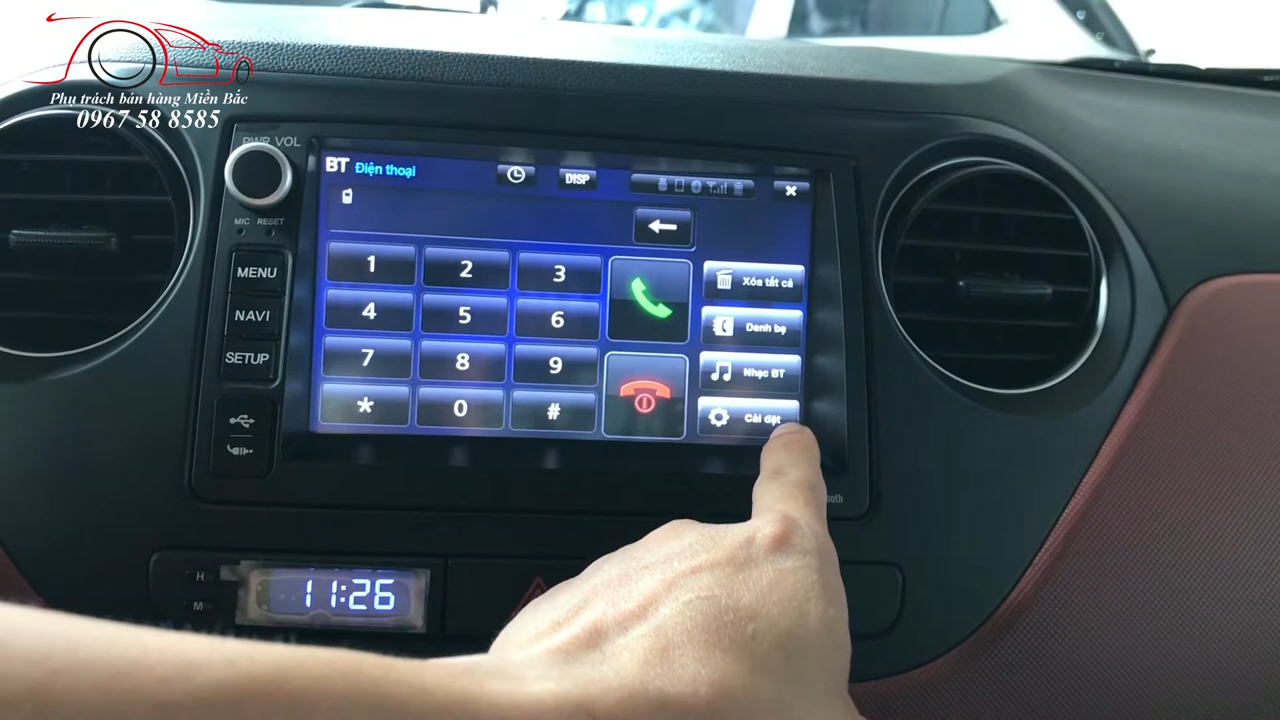 Phụ trách bán hàng Miền Bắc
0967 58 8585
PWR VOL
MIC RESET
MENU
NAVI
SETUP
BT Điện thoại
DISP
1 2 3
4 5 6
7 8 9
* 0 #
Xóa tất cả
Danh bạ
Nhạc BT
Cài đặt
H
M
11:26